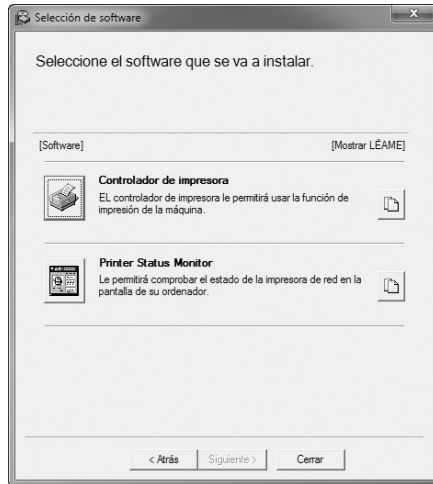 Selección de software
Seleccione el software que se va a instalar.
[Software] [Mostrar LÉAME]
Controlador de impresora
EL controlador de impresora le permitirá usar la función de
impresión de la máquina.
Printer Status Monitor
Le permitirá comprobar el estado de la impresora de red en la
pantalla de su ordenador.
< Atrás Siguiente > Cerrar